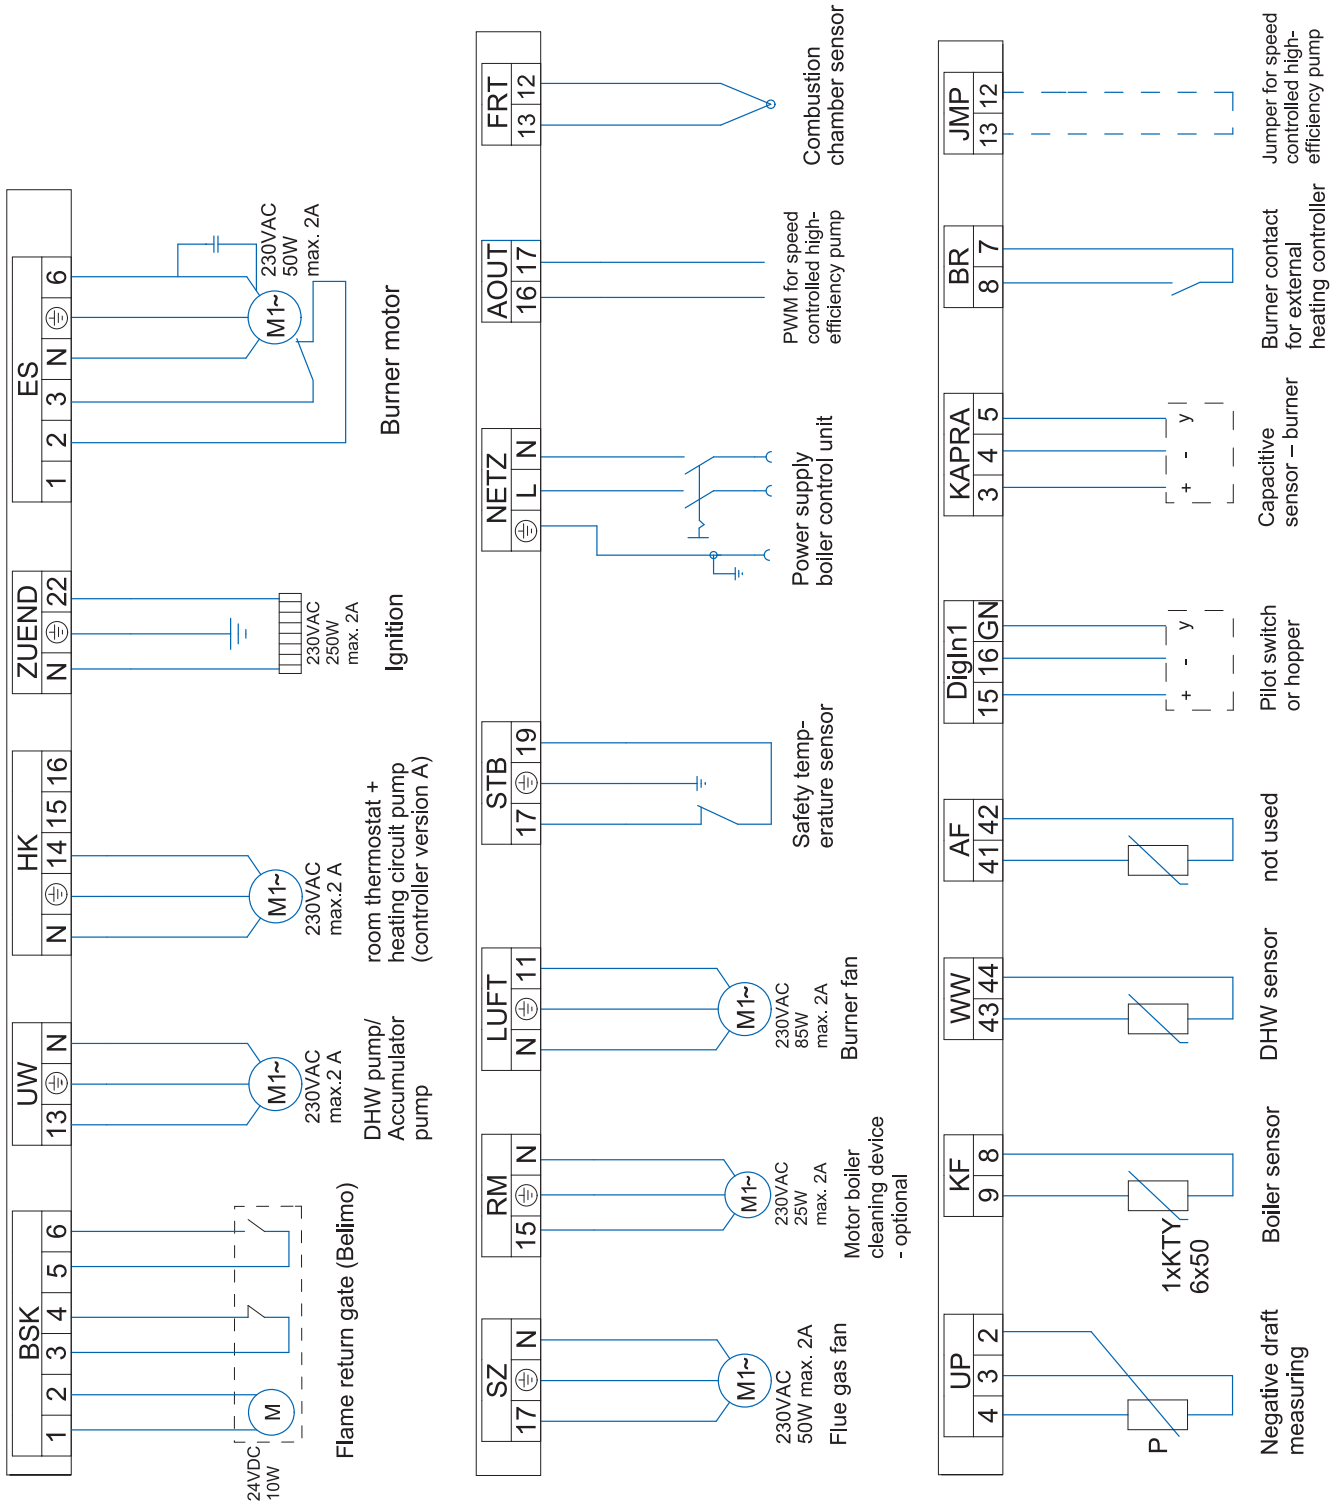 BSK
1 2 3 4 5 6
M
24VDC
10W
Flame return gate (Belimo)
UW
13 N
M1~
230VAC
max.2 A
DHW pump/
Accumulator
pump
HK
N 14 15 16
M1~
230VAC
max.2 A
room thermostat +
heating circuit pump
(controller version A)
ZUEND
N 22
230VAC
250W
max. 2A
Ignition
ES
1 2 3 N 6
M1~
230VAC
50W
max. 2A
Burner motor
SZ
17 N
M1~
230VAC
50W max. 2A
Flue gas fan
RM
15 N
M1~
230VAC
25W
max. 2A
Motor boiler
cleaning device
- optional
LUFT
N 11
M1~
230VAC
85W
max. 2A
Burner fan
STB
17 19
Safety temp-
erature sensor
NETZ
L N
Power supply
boiler control unit
AOUT
16 17
PWM for speed
controlled high-
efficiency pump
FRT
13 12
Combustion
chamber sensor
UP
4 3 2
P
Negative draft
measuring
KF
9 8
1xKTY
6x50
Boiler sensor
WW
43 44
DHW sensor
AF
41 42
not used
DigIn1
15 16 GN
+ - y
Pilot switch
or hopper
KAPRA
3 4 5
+ - y
Capacitive
sensor – burner
BR
8 7
Burner contact
for external
heating controller
JMP
13 12
Jumper for speed
controlled high-
efficiency pump